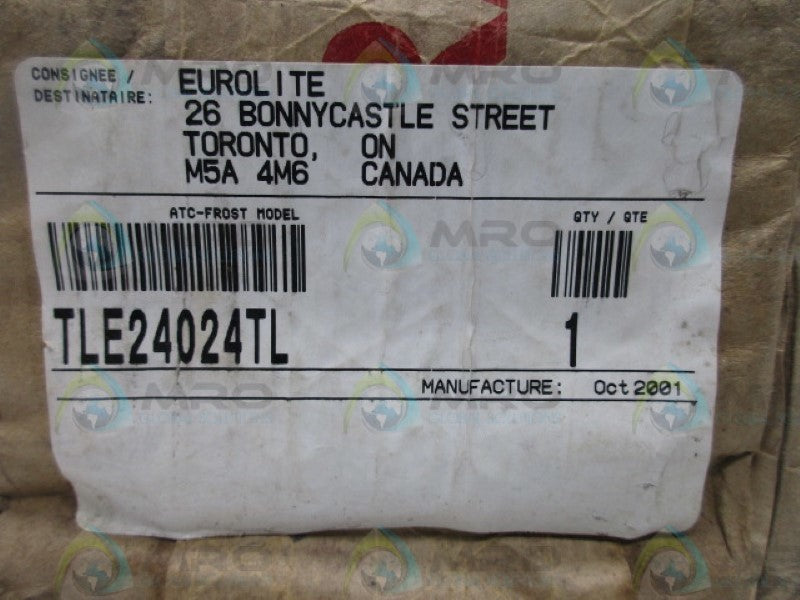 CONSIGNEE / EUROLITE
DESTINATAIRE: 26 BONNYCASTLE STREET
TORONTO, ON
M5A 4M6 CANADA
ATC-FROST MODEL QTY / QTE
TLE24024TL 1
MANUFACTURE: Oct 2001
MRO